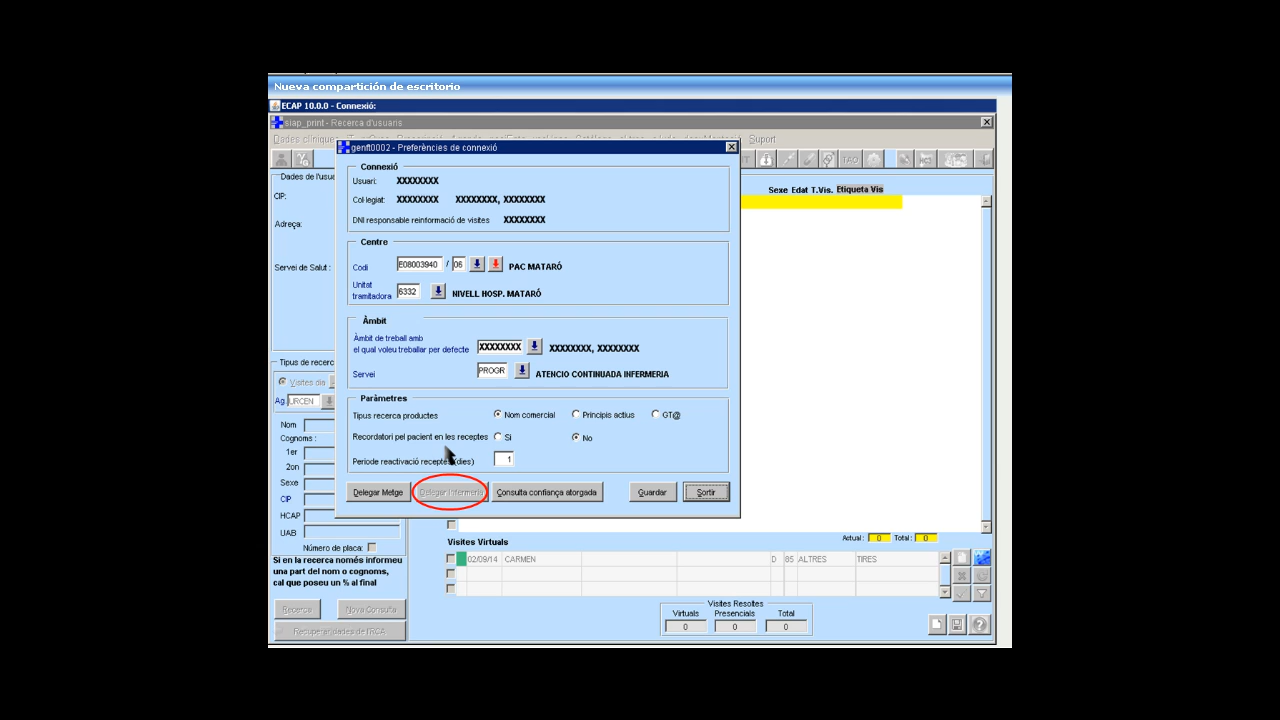 Nueva compartición de escritorio
ECAP 10.0.0 - Connexió:
siap_print - Recerca d'usuaris
Dades clíniques
Suport
genf0002 - Preferències de connexió
TAO
Dades de l'usua
CIP:
Adreça:
Servei de Salut :
Tipus de recerc
Visites dia
Ag. URCEN
Nom
Cognoms :
1er
2on
Sexe
CIP
HCAP
UAB
Número de placa:
Si en la recerca només informeu
una part del nom o cognoms,
cal que poseu un % al final
Recerca
Nova Consulta
Recuperar dades de l'RCA
Connexió
Usuari: XXXXXXXX
Col·legiat: XXXXXXXX XXXXXXXX, XXXXXXXX
DNI responsable reinformació de visites XXXXXXXX
Centre
Codi E08003940 / 06 PAC MATARÓ
Unitat
tramitadora 6332 NIVELL HOSP. MATARÓ
Àmbit
Àmbit de treball amb
el qual voleu treballar per defecte XXXXXXXX XXXXXXXX, XXXXXXXX
Servei PROGR ATENCIO CONTINUADA INFERMERIA
Paràmetres
Tipus recerca productes Nom comercial Principis actius GT@
Recordatori pel pacient en les receptes Si No
Periode reactivació receptes (dies) 1
Delegar Metge Delegar Infermeria Consulta confiança atorgada Guardar Sortir
Sexe Edat T.Vis. Etiqueta Vis
Actual : 0 Total : 0
Visites Virtuals
02/09/14 CARMEN D 85 ALTRES TIRES
Visites Resoltes
Virtuals Presencials Total
0 0 0